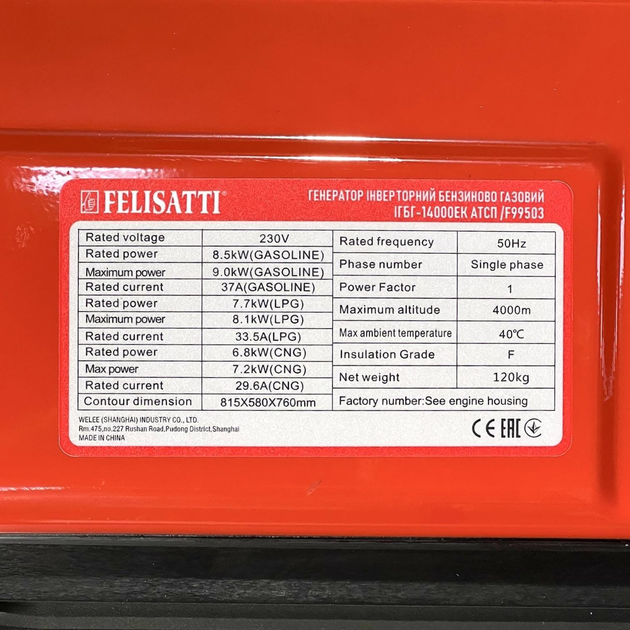 FELISATTI®
ГЕНЕРАТОР ІНВЕРТОРНИЙ БЕНЗИНОВО ГАЗОВИЙ
ІГБГ-14000ЕК АТСП /F99503
Rated voltage 230V
Rated power 8.5kW(GASOLINE)
Maximum power 9.0kW(GASOLINE)
Rated current 37A(GASOLINE)
Rated power 7.7kW(LPG)
Maximum power 8.1kW(LPG)
Rated current 33.5A(LPG)
Rated power 6.8kW(CNG)
Max power 7.2kW(CNG)
Rated current 29.6A(CNG)
Contour dimension 815X580X760mm
Rated frequency 50Hz
Phase number Single phase
Power Factor 1
Maximum altitude 4000m
Max ambient temperature 40℃
Insulation Grade F
Net weight 120kg
Factory number:See engine housing
WELEE (SHANGHAI) INDUSTRY CO., LTD.
Rm.475,no.227 Rushan Road,Pudong District,Shanghai
MADE IN CHINA
CE EAC